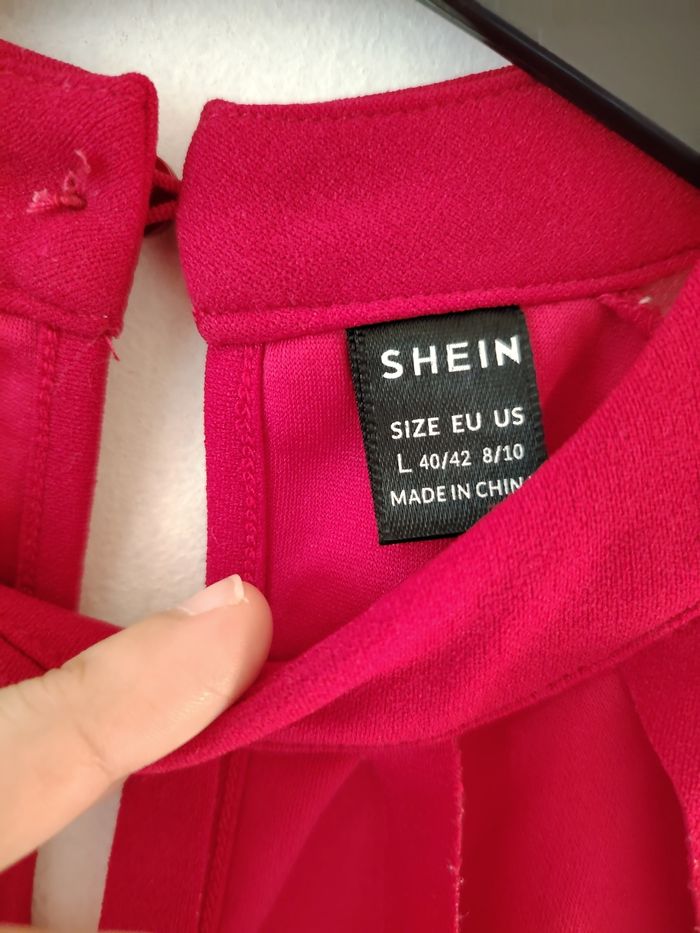 SHEIN
SIZE EU US
L 40/42 8/10
MADE IN CHIN